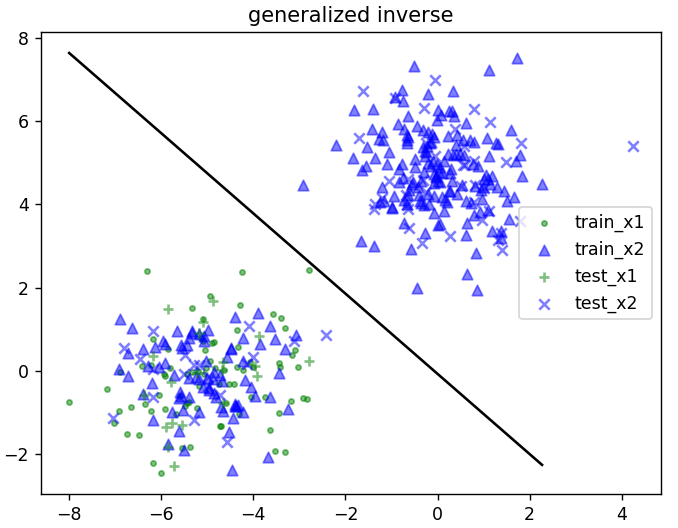 generalized inverse
8
6
4
2
0
−2
−8
−6
−4
−2
0
2
4
train_x1
train_x2
test_x1
test_x2